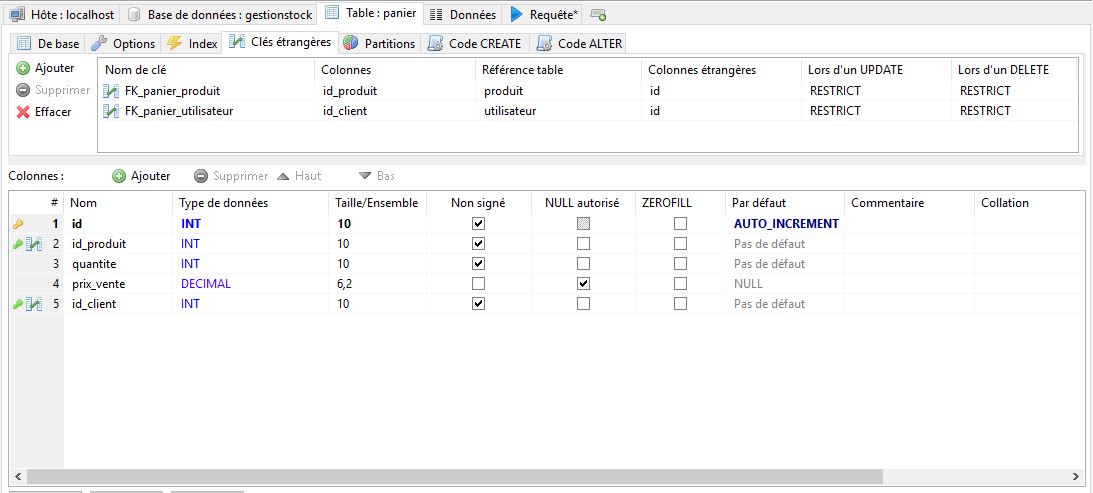 Hôte : localhost Base de données : gestionstock Table : panier Données Requête*
De base Options Index Clés étrangères Partitions Code CREATE Code ALTER
Ajouter Nom de clé Colonnes Référence table Colonnes étrangères Lors d'un UPDATE Lors d'un DELETE
Supprimer FK_panier_produit id_produit produit id RESTRICT RESTRICT
Effacer FK_panier_utilisateur id_client utilisateur id RESTRICT RESTRICT
Colonnes : Ajouter Supprimer Haut Bas
# Nom Type de données Taille/Ensemble Non signé NULL autorisé ZEROFILL Par défaut Commentaire Collation
1 id INT 10 AUTO_INCREMENT
2 id_produit INT 10 Pas de défaut
3 quantite INT 10 Pas de défaut
4 prix_vente DECIMAL 6,2 NULL
5 id_client INT 10 Pas de défaut